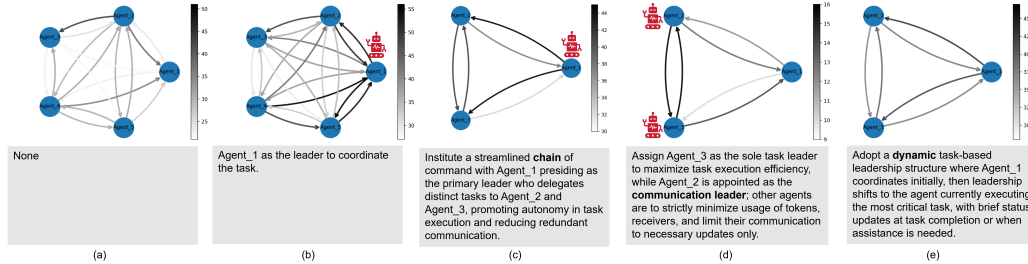 Agent_2
Agent_3
Agent_1
Agent_4
Agent_5
50
45
40
35
30
25
Agent_2
Agent_3
Agent_1
Agent_4
Agent_5
55
50
45
40
35
30
Agent_2
Agent_1
Agent_3
44
42
40
38
36
34
32
30
Agent_2
Agent_1
Agent_3
16
15
14
13
12
11
10
9
Agent_2
Agent_1
Agent_3
None
Agent_1 as the leader to coordinate
the task.
Institute a streamlined chain of
command with Agent_1 presiding as
the primary leader who delegates
distinct tasks to Agent_2 and
Agent_3, promoting autonomy in task
execution and reducing redundant
communication.
Assign Agent_3 as the sole task leader
to maximize task execution efficiency,
while Agent_2 is appointed as the
communication leader; other agents
are to strictly minimize usage of tokens,
receivers, and limit their communication
to necessary updates only.
Adopt a dynamic task-based
leadership structure where Agent_1
coordinates initially, then leadership
shifts to the agent currently executing
the most critical task, with brief status
updates at task completion or when
assistance is needed.
(a)
(b)
(c)
(d)
(e)